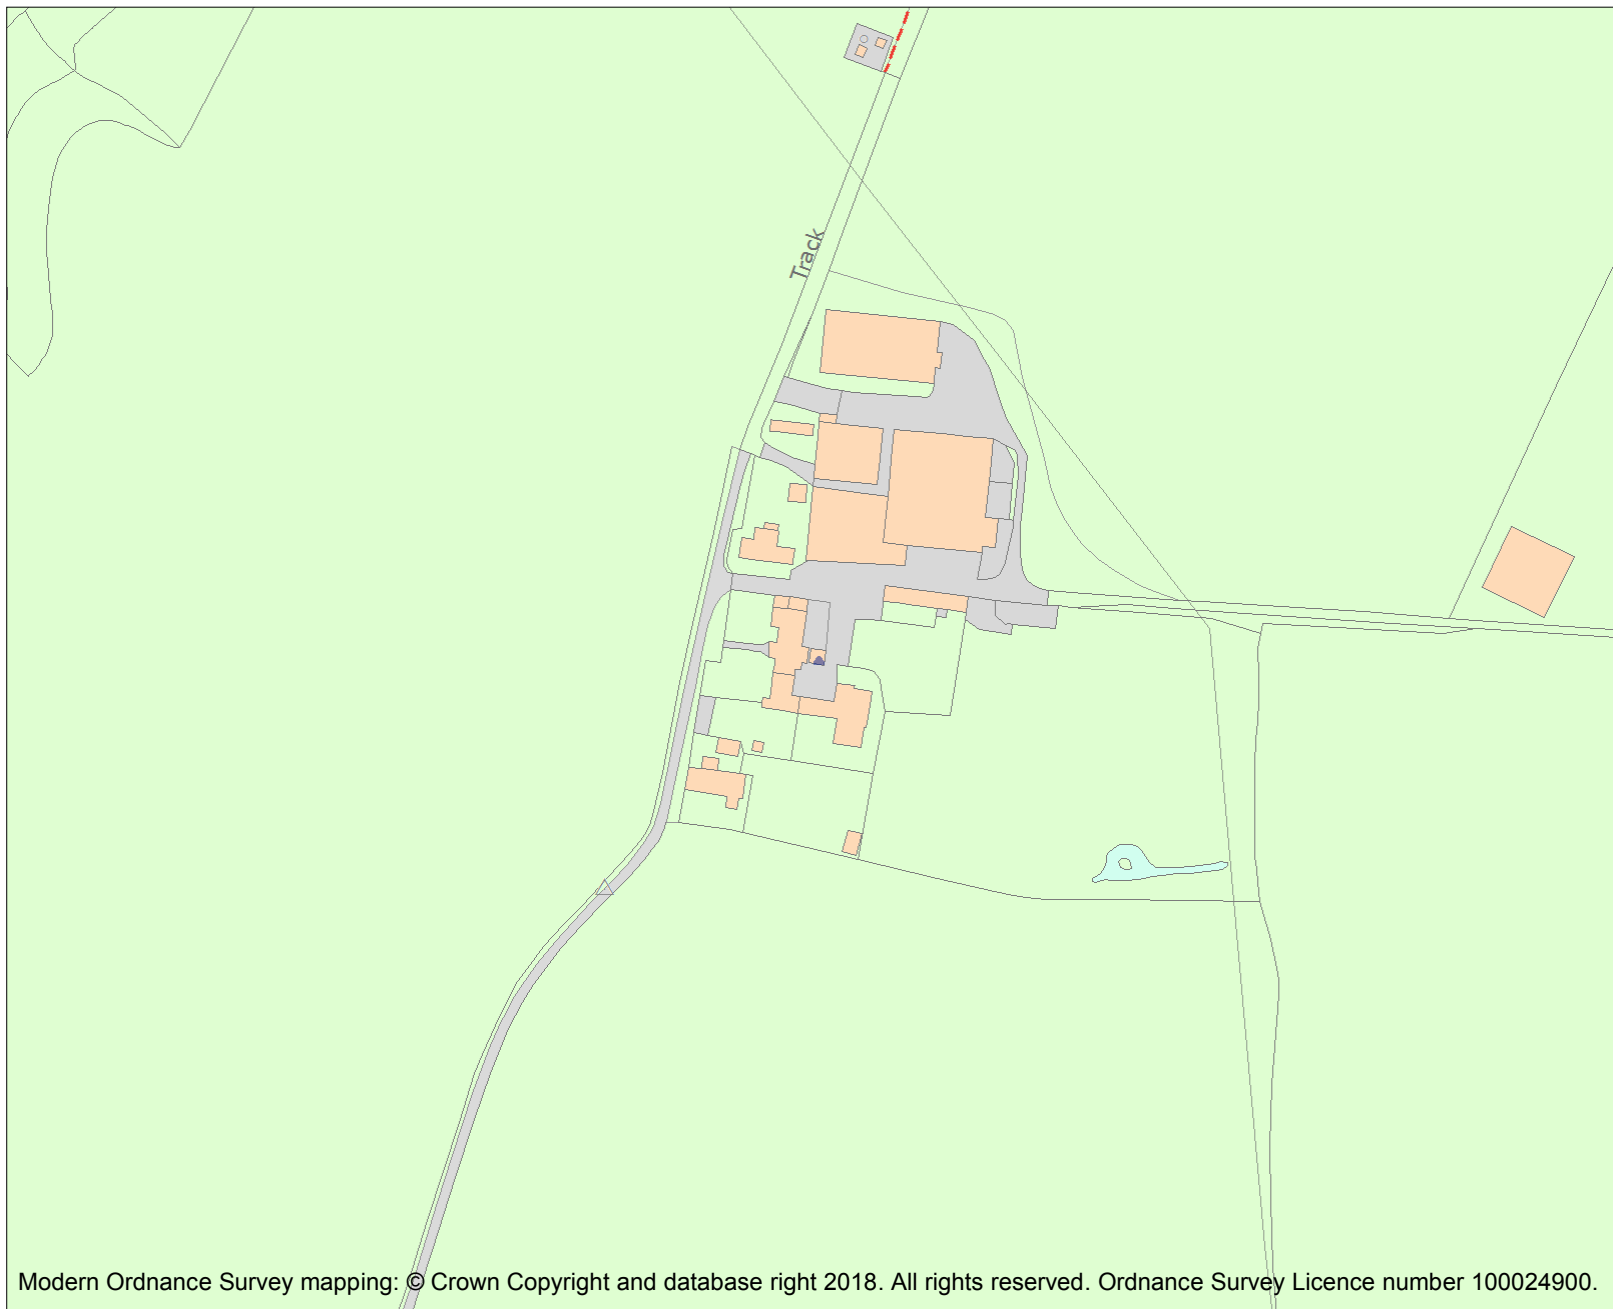 Track
Modern Ordnance Survey mapping: © Crown Copyright and database right 2018. All rights reserved. Ordnance Survey Licence number 100024900.